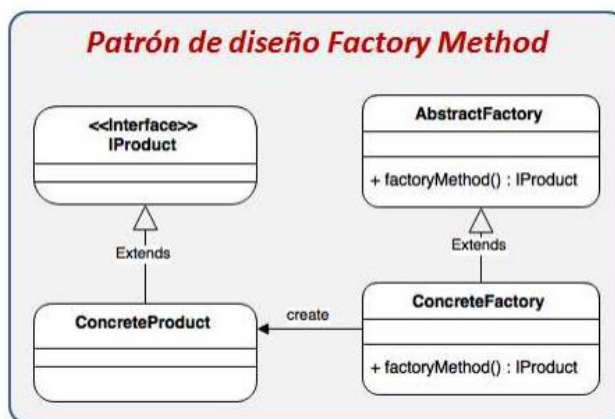 Patrón de diseño Factory Method
<<Interface>>
IProduct
AbstractFactory
+ factoryMethod() : IProduct
Extends
Extends
ConcreteProduct
create
ConcreteFactory
+ factoryMethod() : IProduct